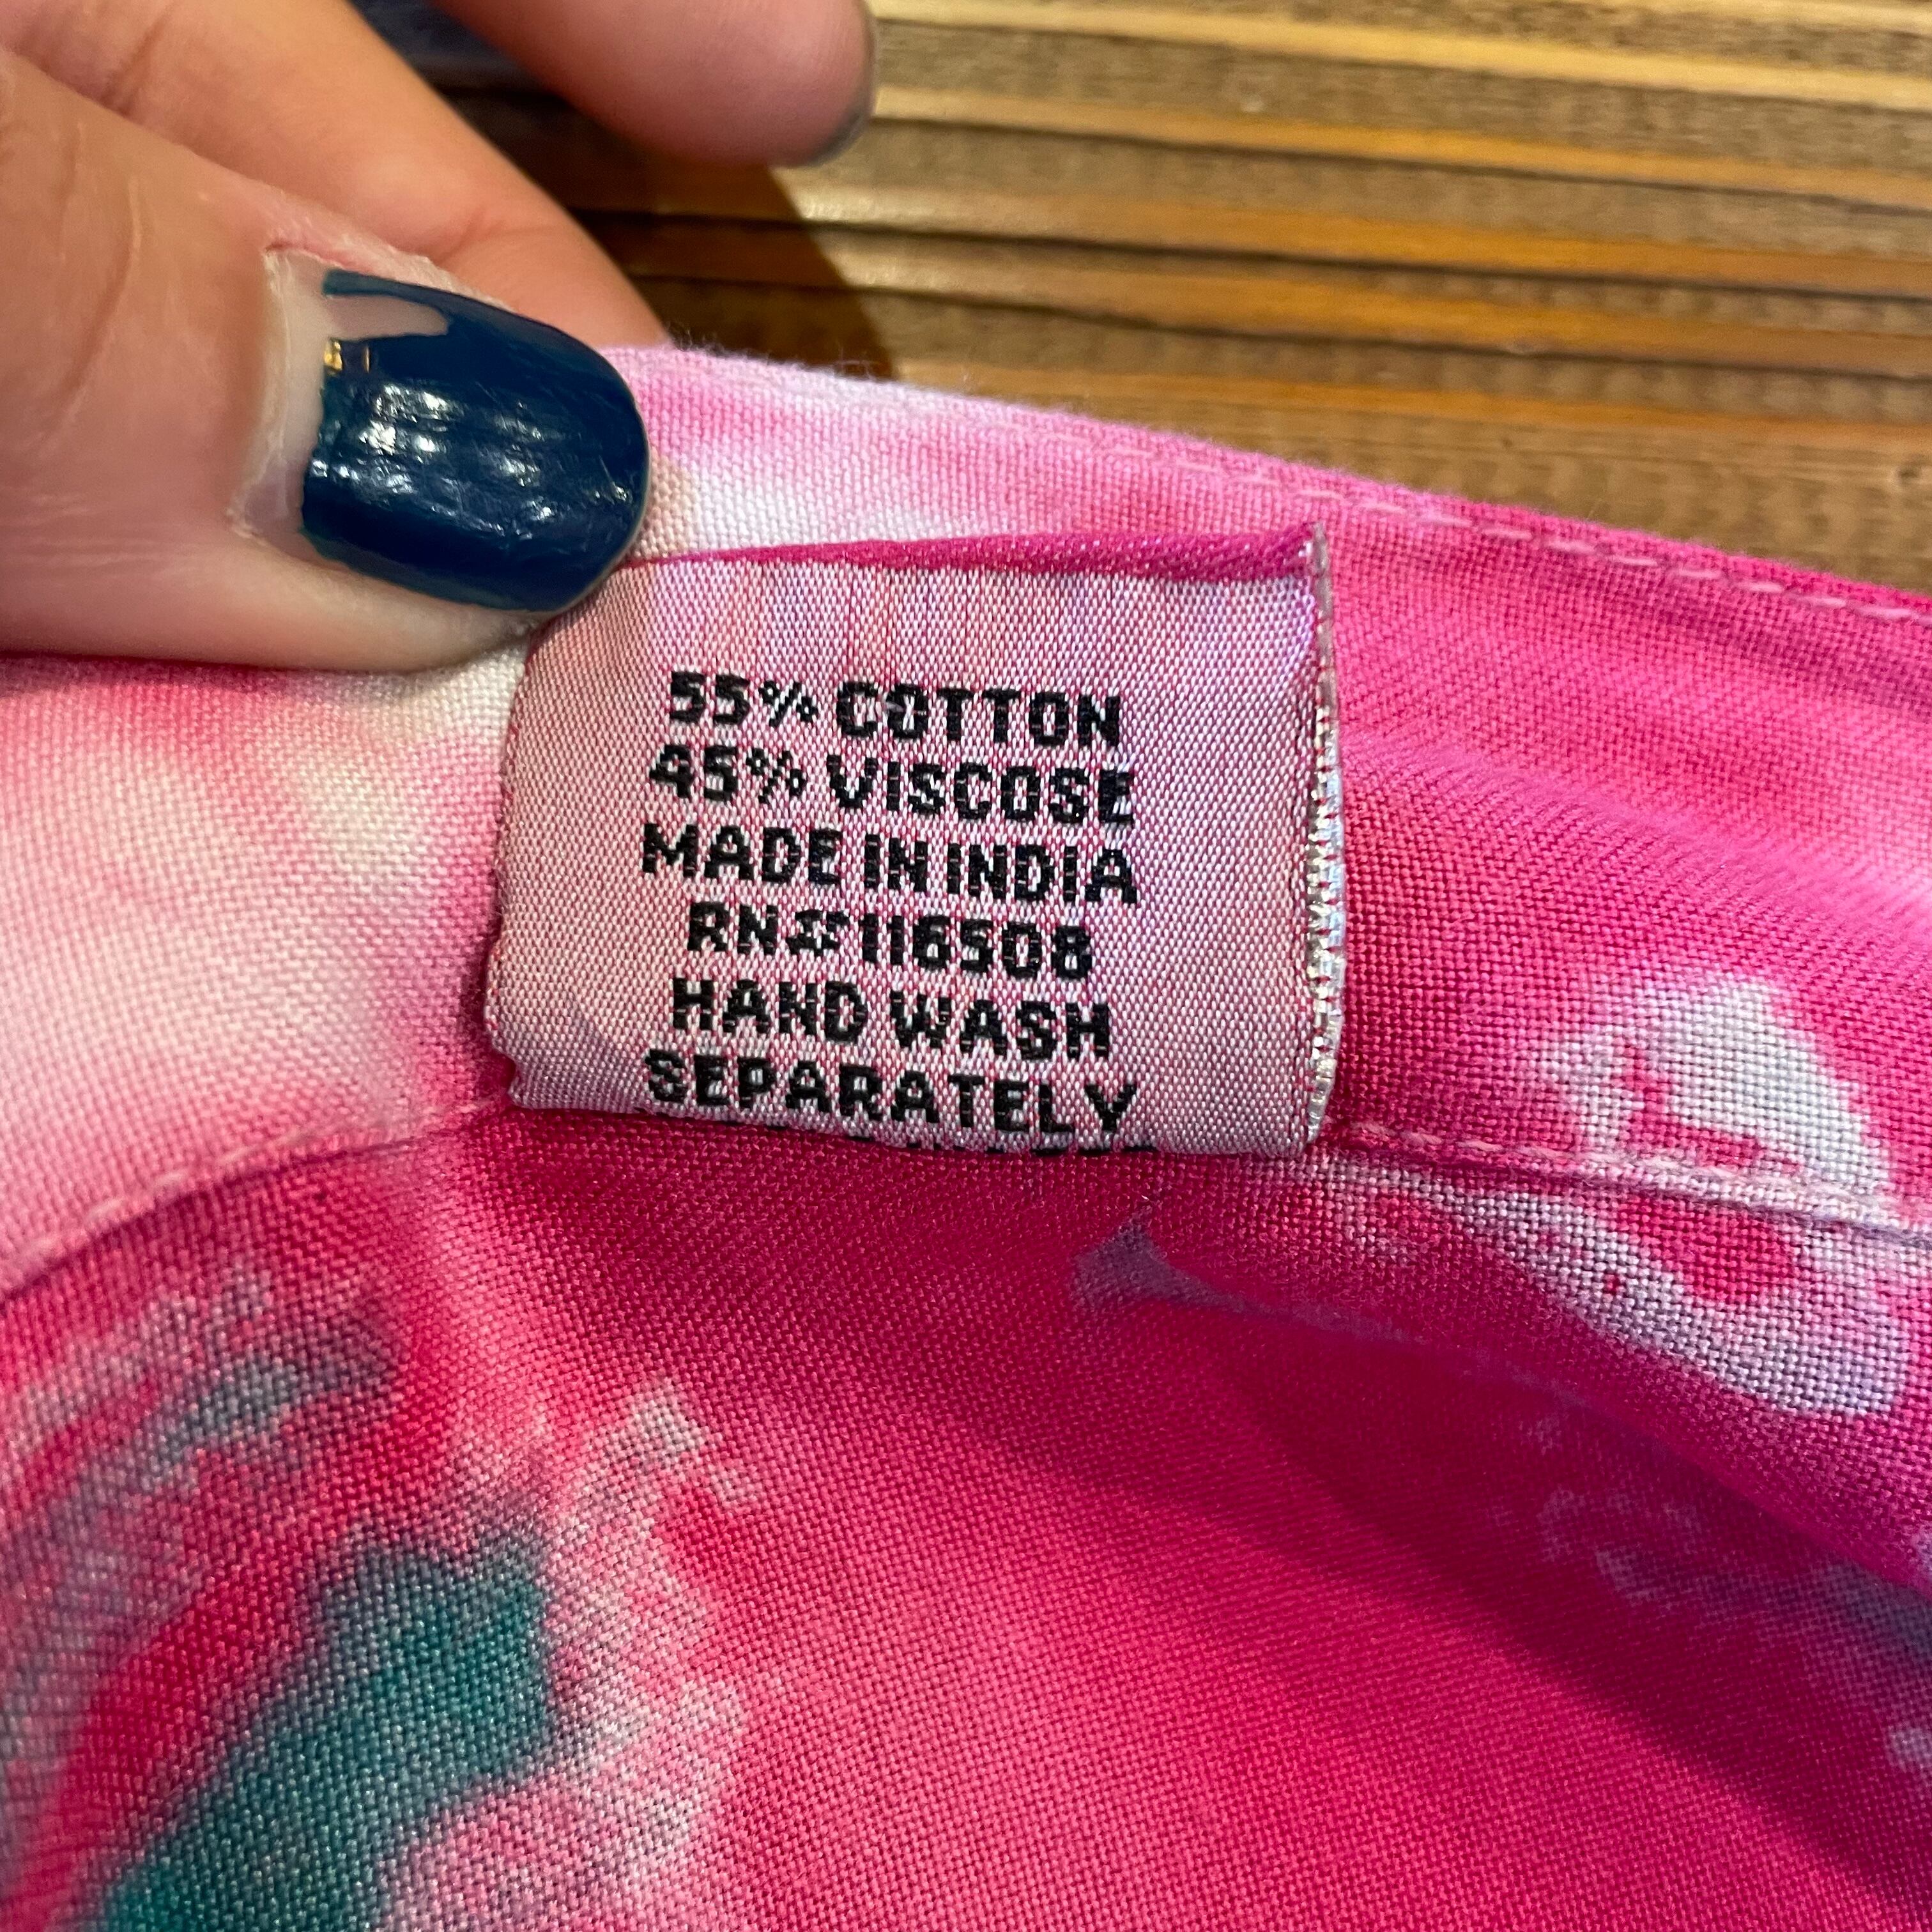 55% COTTON
45% VISCOSE
MADE IN INDIA
RN#116508
HAND WASH
SEPARATELY